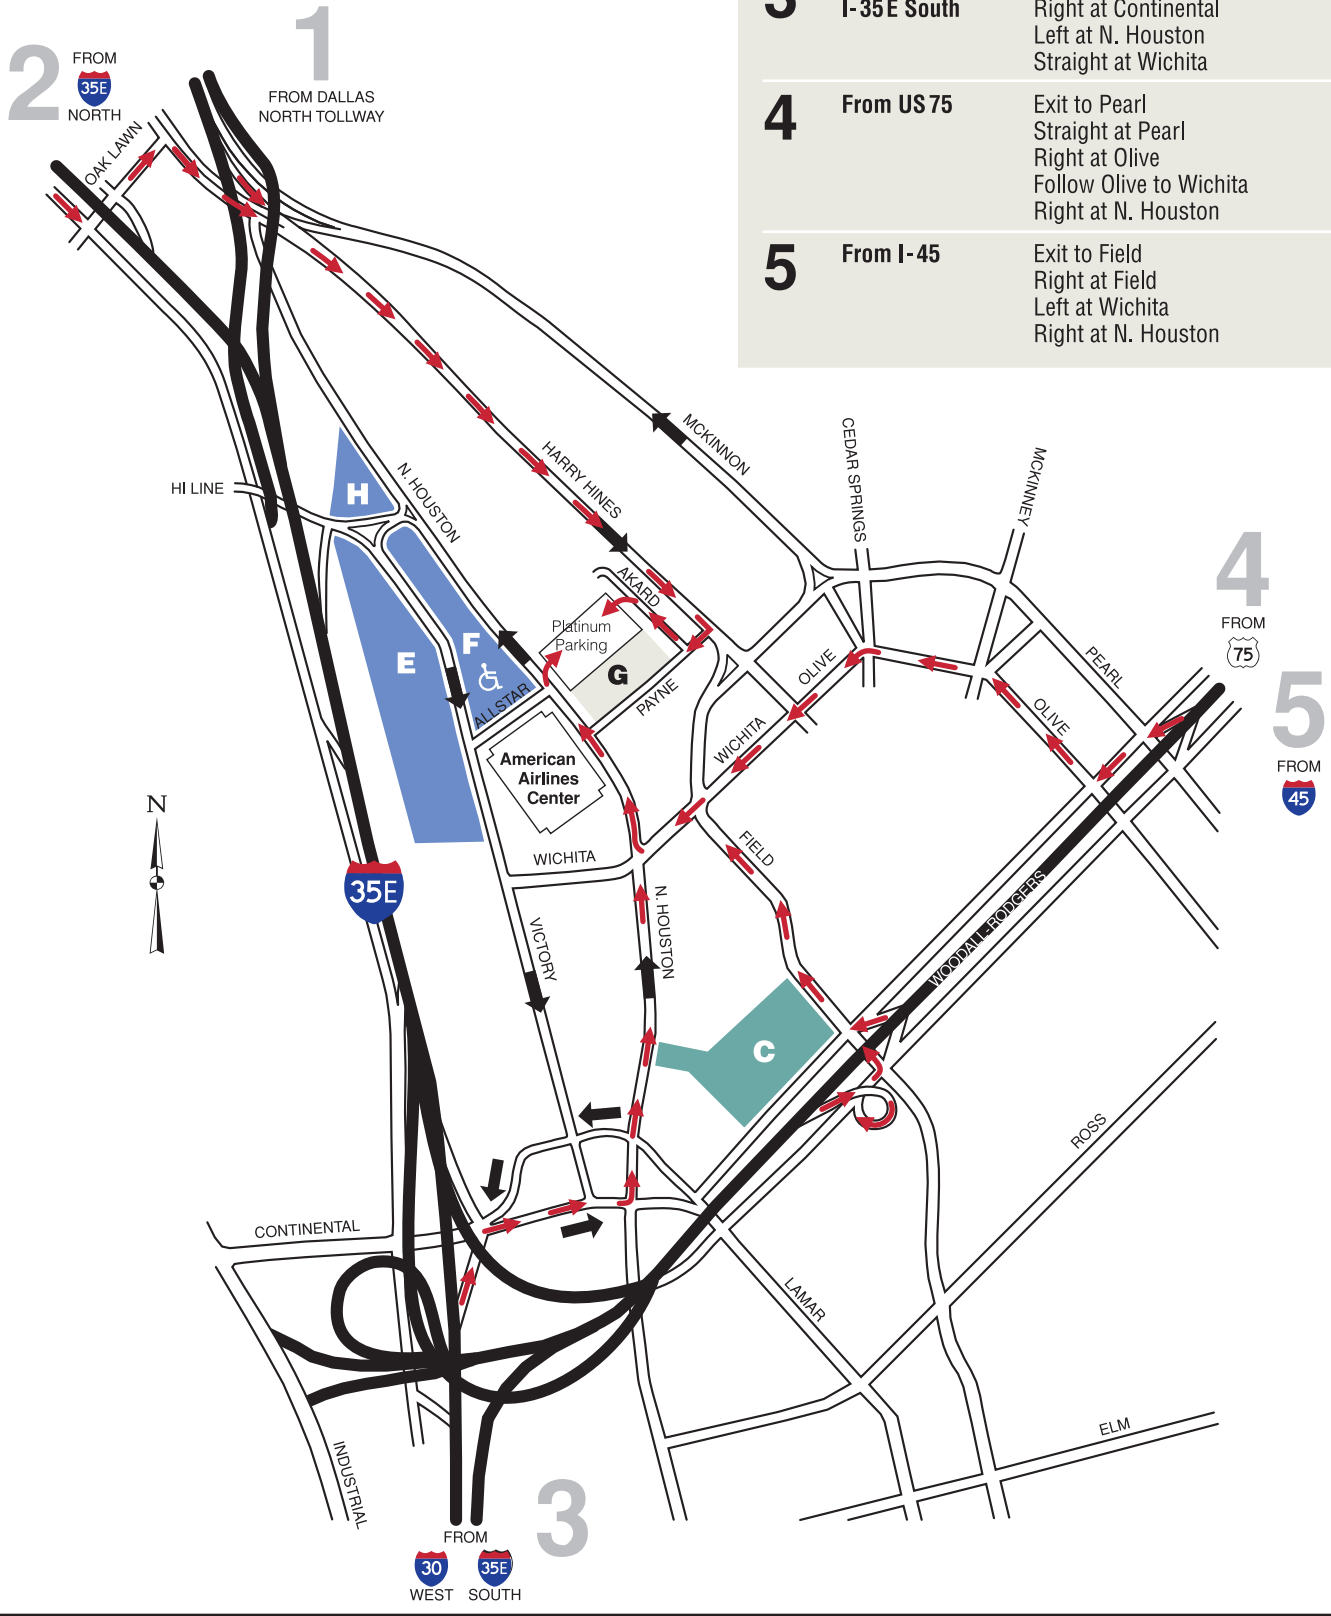 1
2
FROM
35E
NORTH
FROM DALLAS
NORTH TOLLWAY
3
I-35E South
Right at Continental
Left at N. Houston
Straight at Wichita
4
From US 75
Exit to Pearl
Straight at Pearl
Right at Olive
Follow Olive to Wichita
Right at N. Houston
5
From I-45
Exit to Field
Right at Field
Left at Wichita
Right at N. Houston
OAK LAWN
MCKINNON
CEDAR SPRINGS
MCKINNEY
HARRY HINES
N. HOUSTON
HI LINE
H
AKARD
Platinum
Parking
4
FROM
75
E
F
G
PAYNE
OLIVE
PEARL
OLIVE
ALLSTAR
WICHITA
5
FROM
45
American
Airlines
Center
N
WICHITA
FIELD
35E
N. HOUSTON
VICTORY
WOODALL-RODGERS
C
ROSS
CONTINENTAL
LAMAR
ELM
INDUSTRIAL
3
FROM
30
WEST
35E
SOUTH